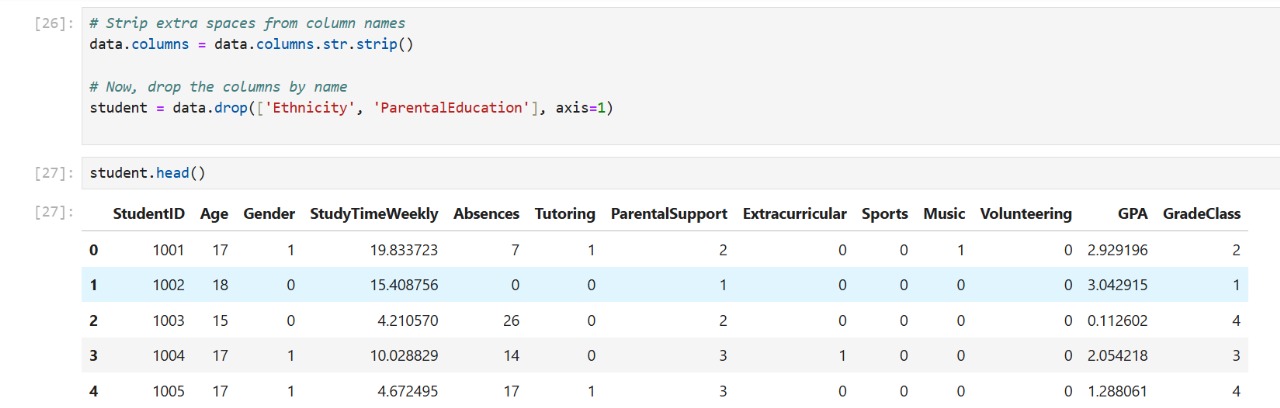 [26]: # Strip extra spaces from column names
data.columns = data.columns.str.strip()
# Now, drop the columns by name
student = data.drop(['Ethnicity', 'ParentalEducation'], axis=1)
[27]: student.head()
[27]: StudentID Age Gender StudyTimeWeekly Absences Tutoring ParentalSupport Extracurricular Sports Music Volunteering GPA GradeClass
0 1001 17 1 19.833723 7 1 2 0 0 1 0 2.929196 2
1 1002 18 0 15.408756 0 0 1 0 0 0 0 3.042915 1
2 1003 15 0 4.210570 26 0 2 0 0 0 0 0.112602 4
3 1004 17 1 10.028829 14 0 3 1 0 0 0 2.054218 3
4 1005 17 1 4.672495 17 1 3 0 0 0 0 1.288061 4